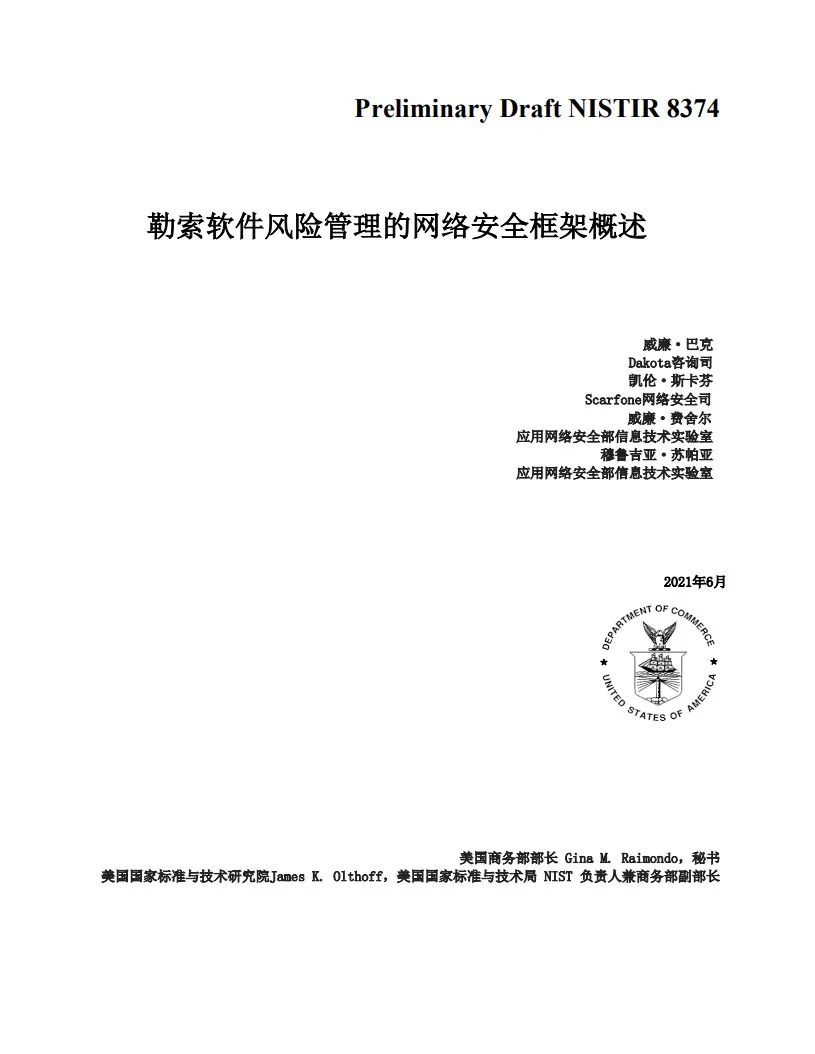 Preliminary Draft NISTIR 8374
勒索软件风险管理的网络安全框架概述
威廉·巴克
Dakota咨询司
凯伦·斯卡芬
Scarfone网络安全司
威廉·费舍尔
应用网络安全部信息技术实验室
穆鲁吉亚·苏帕亚
应用网络安全部信息技术实验室
2021年6月
DEPARTMENT OF COMMERCE
UNITED STATES OF AMERICA
美国商务部部长 Gina M. Raimondo，秘书
美国国家标准与技术研究院James K. Olthoff，美国国家标准与技术局 NIST 负责人兼商务部副部长